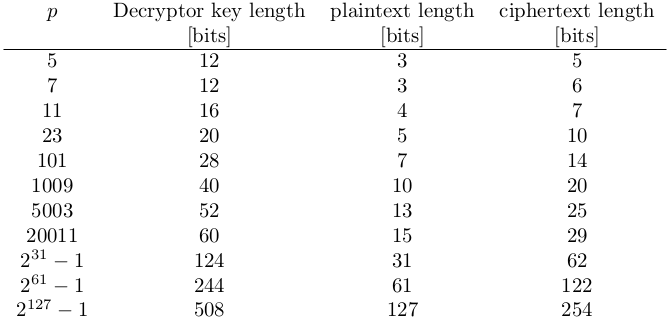 p Decryptor key length plaintext length ciphertext length
[bits] [bits] [bits]
5 12 3 5
7 12 3 6
11 16 4 7
23 20 5 10
101 28 7 14
1009 40 10 20
5003 52 13 25
20011 60 15 29
2^31 − 1 124 31 62
2^61 − 1 244 61 122
2^127 − 1 508 127 254